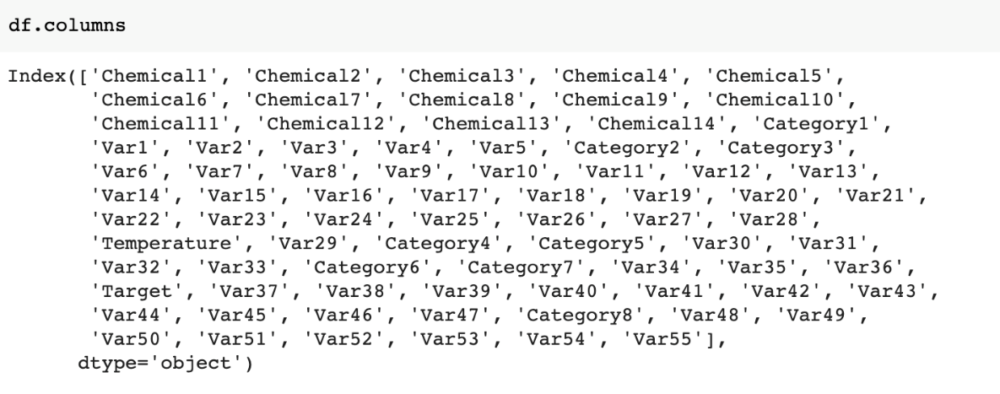 df.columns
Index(['Chemical1', 'Chemical2', 'Chemical3', 'Chemical4', 'Chemical5',
'Chemical6', 'Chemical7', 'Chemical8', 'Chemical9', 'Chemical10',
'Chemical11', 'Chemical12', 'Chemical13', 'Chemical14', 'Category1',
'Var1', 'Var2', 'Var3', 'Var4', 'Var5', 'Category2', 'Category3',
'Var6', 'Var7', 'Var8', 'Var9', 'Var10', 'Var11', 'Var12', 'Var13',
'Var14', 'Var15', 'Var16', 'Var17', 'Var18', 'Var19', 'Var20', 'Var21',
'Var22', 'Var23', 'Var24', 'Var25', 'Var26', 'Var27', 'Var28',
'Temperature', 'Var29', 'Category4', 'Category5', 'Var30', 'Var31',
'Var32', 'Var33', 'Category6', 'Category7', 'Var34', 'Var35', 'Var36',
'Target', 'Var37', 'Var38', 'Var39', 'Var40', 'Var41', 'Var42', 'Var43',
'Var44', 'Var45', 'Var46', 'Var47', 'Category8', 'Var48', 'Var49',
'Var50', 'Var51', 'Var52', 'Var53', 'Var54', 'Var55'],
dtype='object')